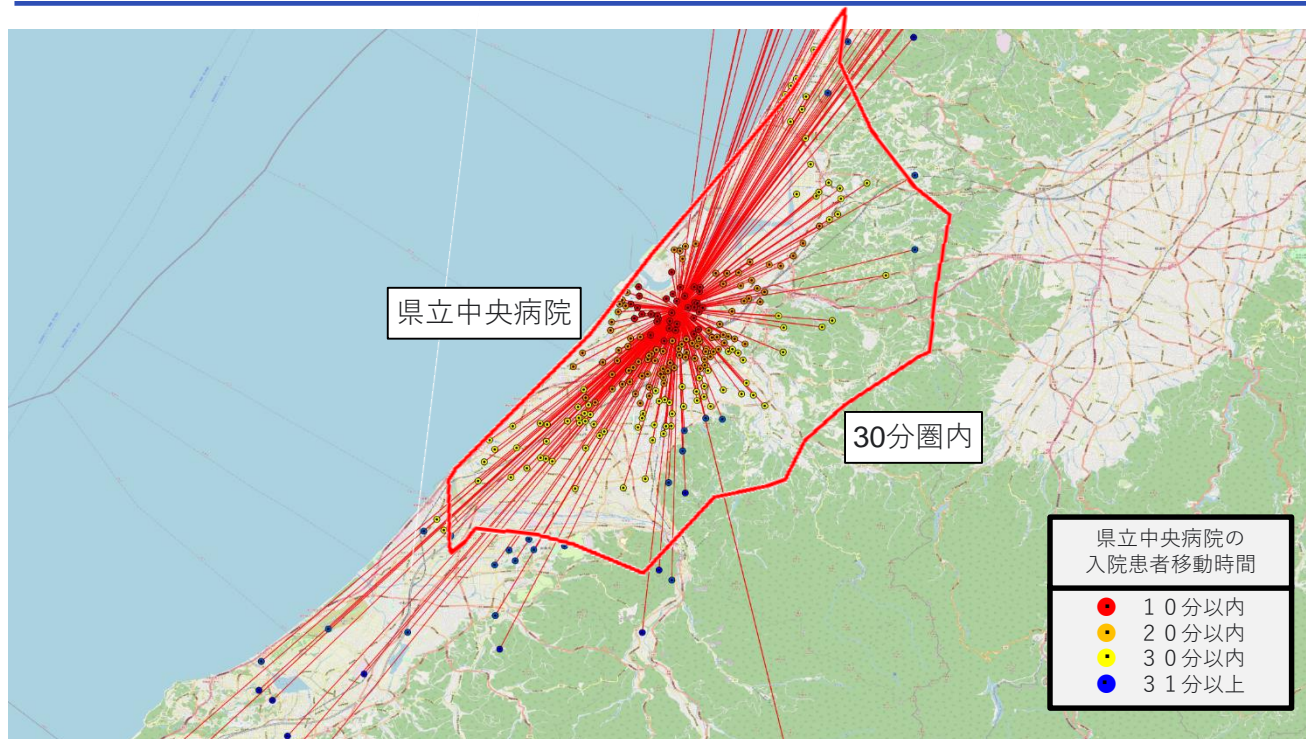 県立中央病院
30分圏内
県立中央病院の
入院患者移動時間
１０分以内
２０分以内
３０分以内
３１分以上